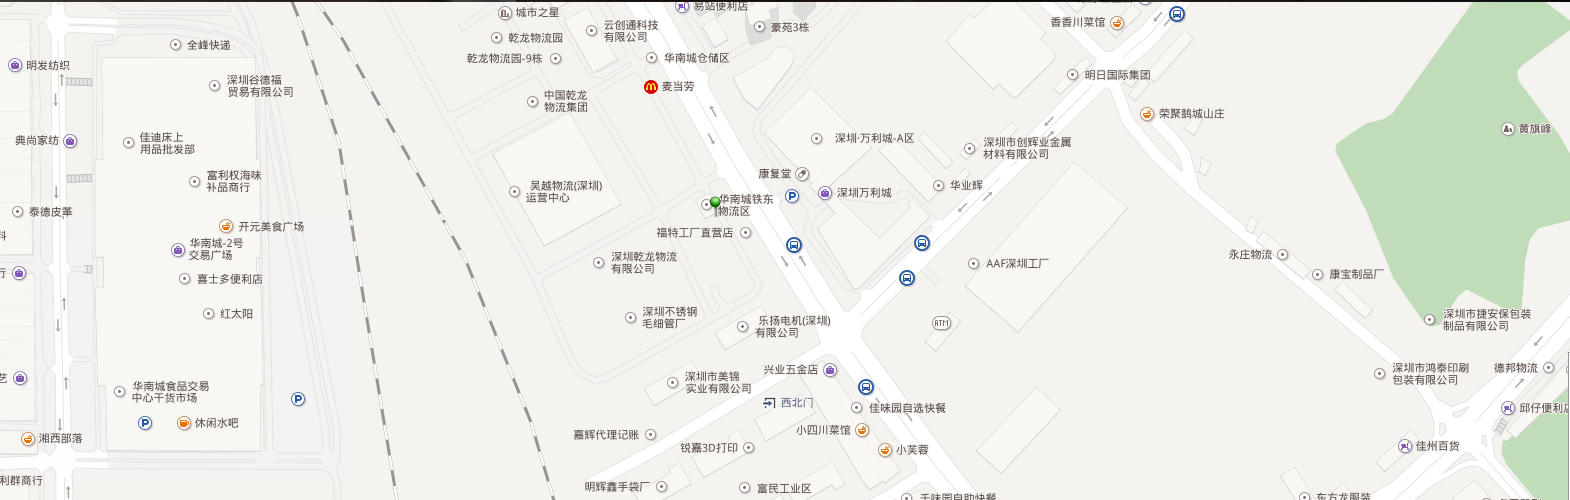 城市之星
易站便利店
云创通科技
有限公司
豪苑3栋
香香川菜馆
乾龙物流园
全峰快递
乾龙物流园-9栋
华南城仓储区
明发纺织
明日国际集团
深圳谷德福
贸易有限公司
麦当劳
中国乾龙
物流集团
荣聚鹅城山庄
黄旗峰
典尚家纺
佳迪床上
用品批发部
深圳·万利城-A区
深圳市创辉业金属
材料有限公司
康复堂
富利权海味
补品商行
吴越物流(深圳)
运营中心
深圳万利城
华业辉
华南城铁东
物流区
泰德皮革
开元美食广场
料
福特工厂直营店
华南城-2号
交易广场
深圳乾龙物流
有限公司
AAF深圳工厂
永庄物流
行
康宝制品厂
喜士多便利店
红太阳
深圳不锈钢
毛细管厂
乐扬电机(深圳)
有限公司
ATM
深圳市捷安保包装
制品有限公司
艺
华南城食品交易
中心干货市场
深圳市美锦
实业有限公司
兴业五金店
深圳市鸿泰印刷
包装有限公司
德邦物流
西北门
佳味园自选快餐
邱仔便利店
休闲水吧
小四川菜馆
湘西部落
嘉辉代理记账
锐嘉3D打印
小芙蓉
佳州百货
利群商行
明辉鑫手袋厂
富民工业区
千味园自助快餐
东方龙服装